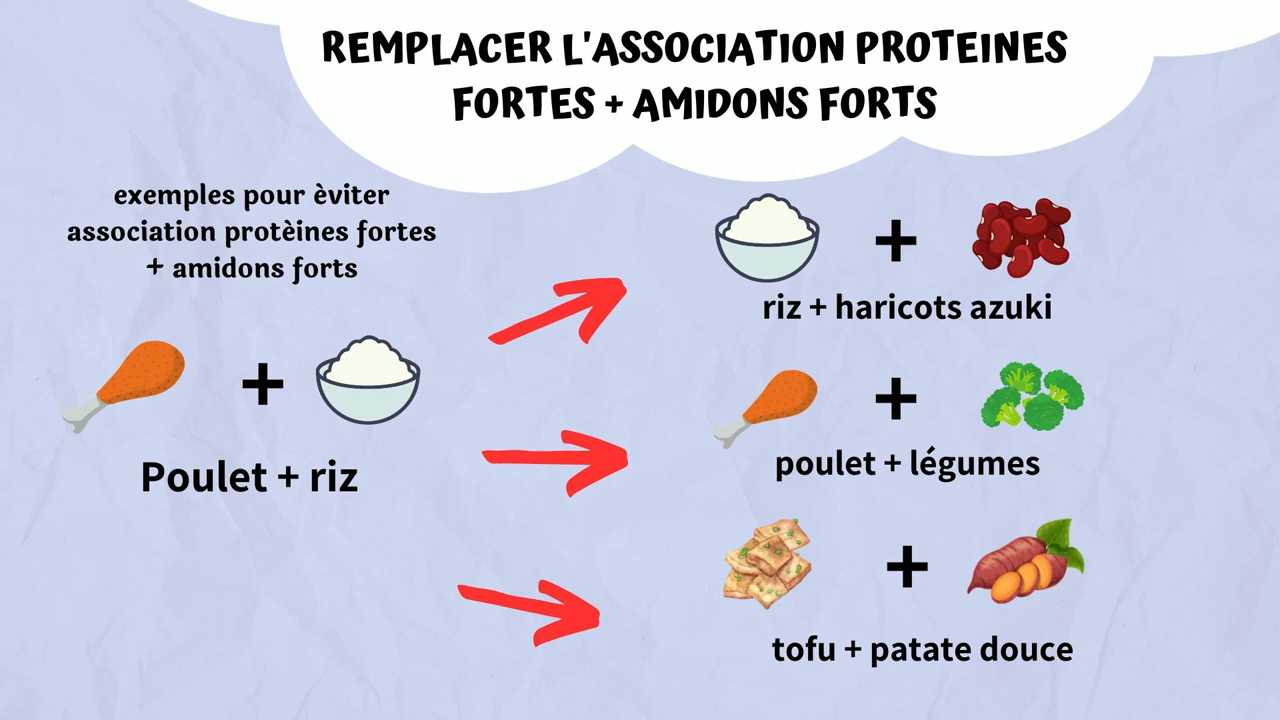 REMPLACER L'ASSOCIATION PROTEINES
FORTES + AMIDONS FORTS
exemples pour èviter
association protèines fortes
+ amidons forts
+
Poulet + riz
+
riz + haricots azuki
+
poulet + légumes
+
tofu + patate douce